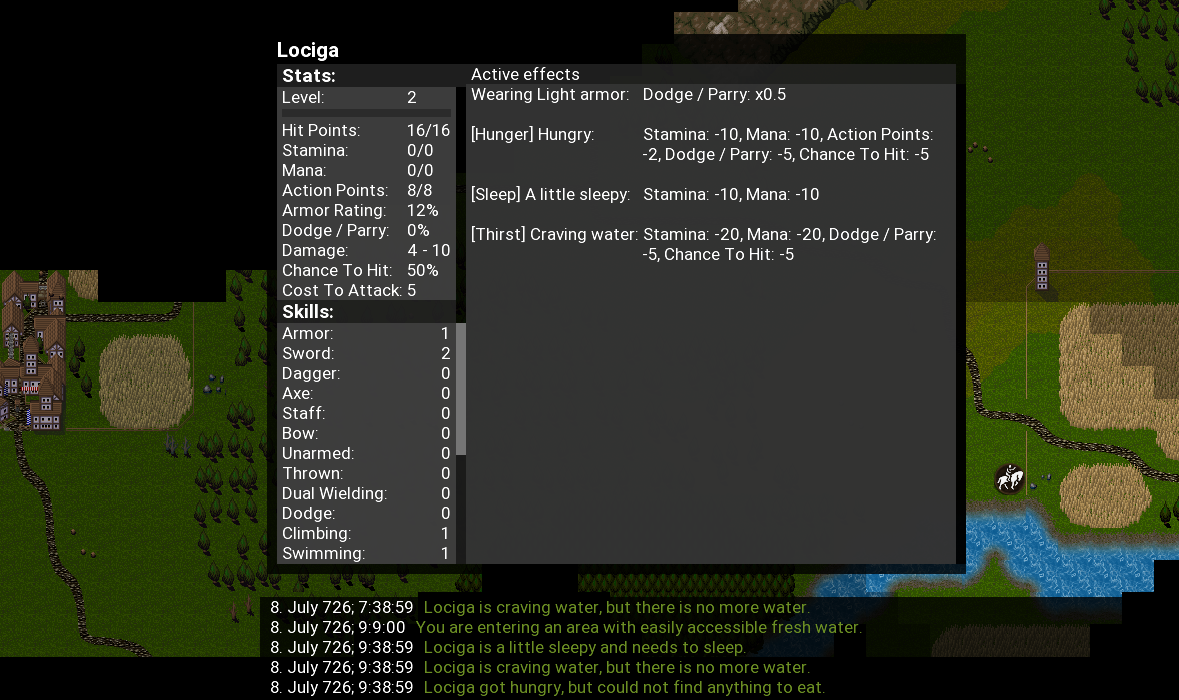 Lociga
Stats:
Level: 2
Hit Points: 16/16
Stamina: 0/0
Mana: 0/0
Action Points: 8/8
Armor Rating: 12%
Dodge / Parry: 0%
Damage: 4 - 10
Chance To Hit: 50%
Cost To Attack: 5
Skills:
Armor: 1
Sword: 2
Dagger: 0
Axe: 0
Staff: 0
Bow: 0
Unarmed: 0
Thrown: 0
Dual Wielding: 0
Dodge: 0
Climbing: 1
Swimming: 1
Active effects
Wearing Light armor: Dodge / Parry: x0.5
[Hunger] Hungry: Stamina: -10, Mana: -10, Action Points:
-2, Dodge / Parry: -5, Chance To Hit: -5
[Sleep] A little sleepy: Stamina: -10, Mana: -10
[Thirst] Craving water: Stamina: -20, Mana: -20, Dodge / Parry:
-5, Chance To Hit: -5
8. July 726; 7:38:59 Lociga is craving water, but there is no more water.
8. July 726; 9:9:00 You are entering an area with easily accessible fresh water.
8. July 726; 9:38:59 Lociga is a little sleepy and needs to sleep.
8. July 726; 9:38:59 Lociga is craving water, but there is no more water.
8. July 726; 9:38:59 Lociga got hungry, but could not find anything to eat.